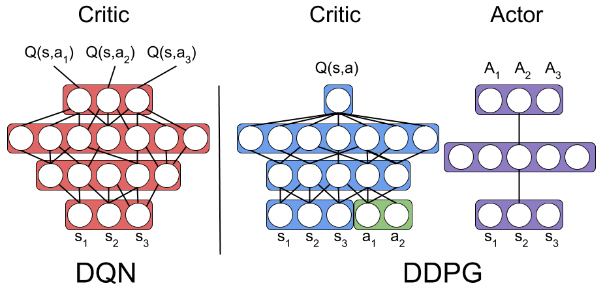 Critic
Critic
Actor
Q(s,a₁) Q(s,a₂) Q(s,a₃)
Q(s,a)
A₁ A₂ A₃
s₁ s₂ s₃
s₁ s₂ s₃ a₁ a₂
s₁ s₂ s₃
DQN
DDPG